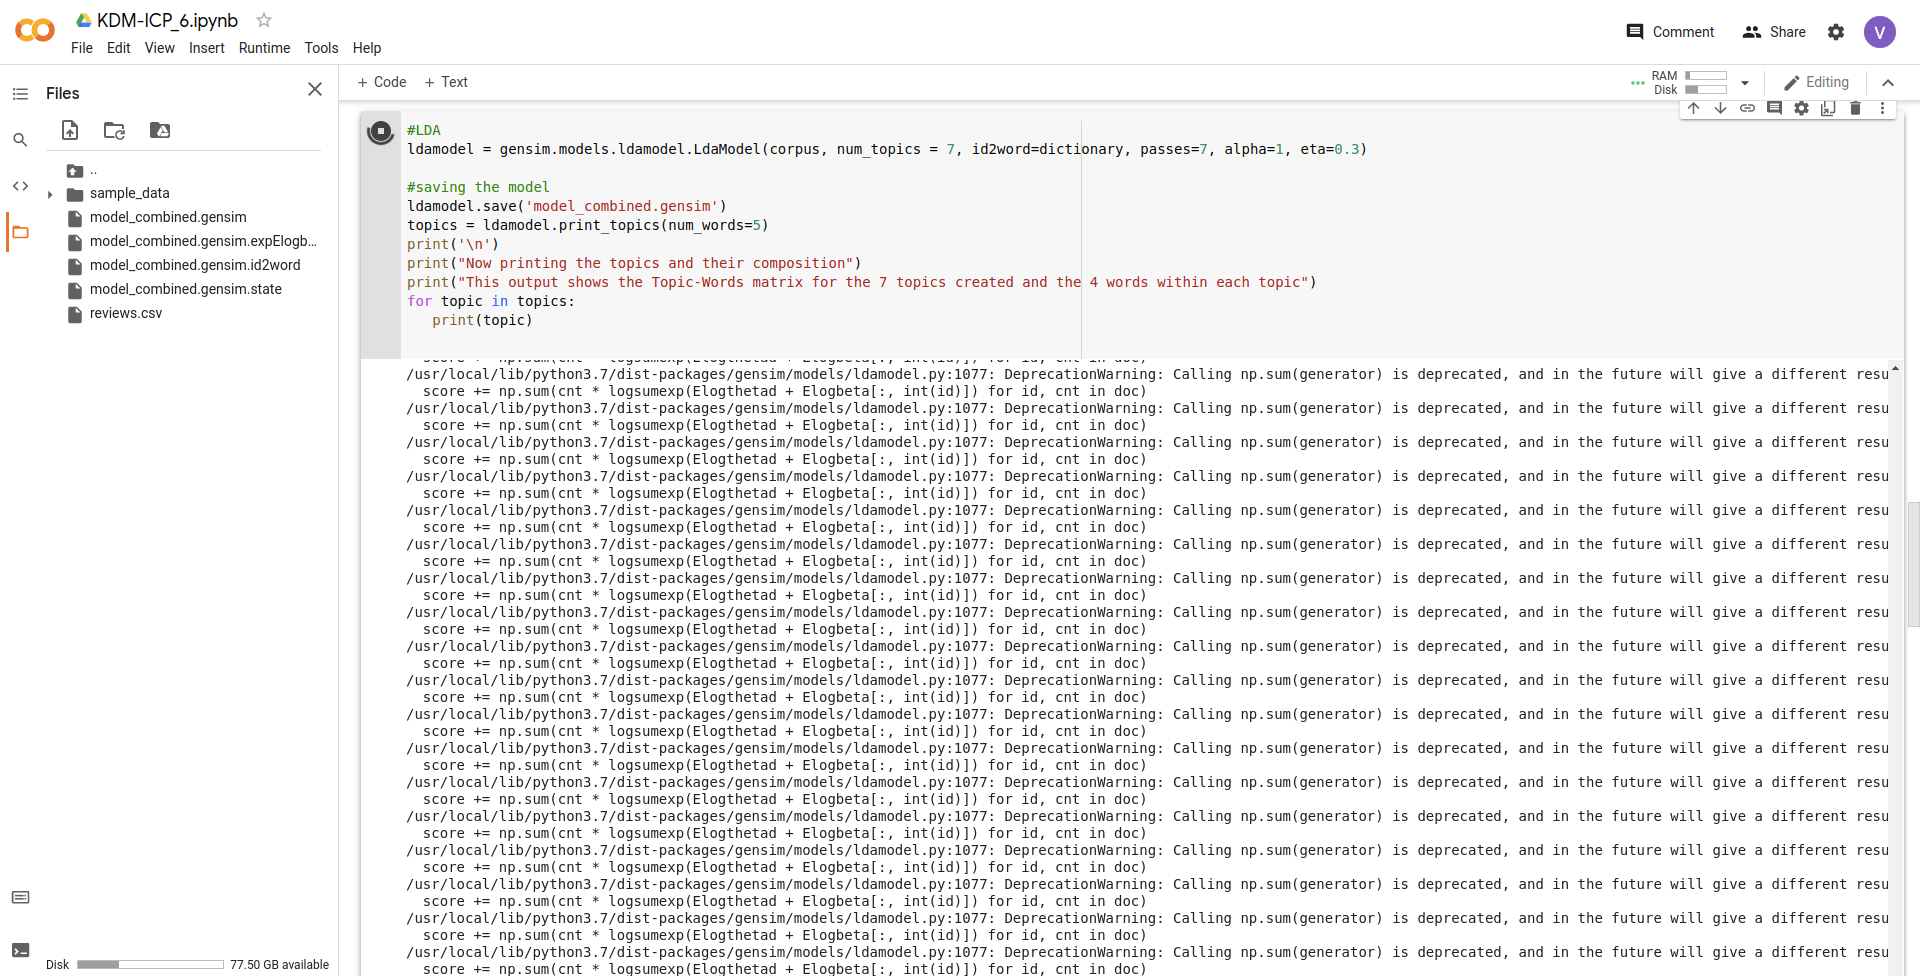 KDM-ICP_6.ipynb
File Edit View Insert Runtime Tools Help
Comment
Share
V
Files
+ Code + Text
RAM
Disk
Editing
..
sample_data
model_combined.gensim
model_combined.gensim.expElogb...
model_combined.gensim.id2word
model_combined.gensim.state
reviews.csv
Disk 77.50 GB available
#LDA
ldamodel = gensim.models.ldamodel.LdaModel(corpus, num_topics = 7, id2word=dictionary, passes=7, alpha=1, eta=0.3)
#saving the model
ldamodel.save('model_combined.gensim')
topics = ldamodel.print_topics(num_words=5)
print('\n')
print("Now printing the topics and their composition")
print("This output shows the Topic-Words matrix for the 7 topics created and the 4 words within each topic")
for topic in topics:
print(topic)
score += np.sum(cnt * logsumexp(Elogthetad + Elogbeta[:, int(id)]) for id, cnt in doc)
/usr/local/lib/python3.7/dist-packages/gensim/models/ldamodel.py:1077: DeprecationWarning: Calling np.sum(generator) is deprecated, and in the future will give a different resu
score += np.sum(cnt * logsumexp(Elogthetad + Elogbeta[:, int(id)]) for id, cnt in doc)
/usr/local/lib/python3.7/dist-packages/gensim/models/ldamodel.py:1077: DeprecationWarning: Calling np.sum(generator) is deprecated, and in the future will give a different resu
score += np.sum(cnt * logsumexp(Elogthetad + Elogbeta[:, int(id)]) for id, cnt in doc)
/usr/local/lib/python3.7/dist-packages/gensim/models/ldamodel.py:1077: DeprecationWarning: Calling np.sum(generator) is deprecated, and in the future will give a different resu
score += np.sum(cnt * logsumexp(Elogthetad + Elogbeta[:, int(id)]) for id, cnt in doc)
/usr/local/lib/python3.7/dist-packages/gensim/models/ldamodel.py:1077: DeprecationWarning: Calling np.sum(generator) is deprecated, and in the future will give a different resu
score += np.sum(cnt * logsumexp(Elogthetad + Elogbeta[:, int(id)]) for id, cnt in doc)
/usr/local/lib/python3.7/dist-packages/gensim/models/ldamodel.py:1077: DeprecationWarning: Calling np.sum(generator) is deprecated, and in the future will give a different resu
score += np.sum(cnt * logsumexp(Elogthetad + Elogbeta[:, int(id)]) for id, cnt in doc)
/usr/local/lib/python3.7/dist-packages/gensim/models/ldamodel.py:1077: DeprecationWarning: Calling np.sum(generator) is deprecated, and in the future will give a different resu
score += np.sum(cnt * logsumexp(Elogthetad + Elogbeta[:, int(id)]) for id, cnt in doc)
/usr/local/lib/python3.7/dist-packages/gensim/models/ldamodel.py:1077: DeprecationWarning: Calling np.sum(generator) is deprecated, and in the future will give a different resu
score += np.sum(cnt * logsumexp(Elogthetad + Elogbeta[:, int(id)]) for id, cnt in doc)
/usr/local/lib/python3.7/dist-packages/gensim/models/ldamodel.py:1077: DeprecationWarning: Calling np.sum(generator) is deprecated, and in the future will give a different resu
score += np.sum(cnt * logsumexp(Elogthetad + Elogbeta[:, int(id)]) for id, cnt in doc)
/usr/local/lib/python3.7/dist-packages/gensim/models/ldamodel.py:1077: DeprecationWarning: Calling np.sum(generator) is deprecated, and in the future will give a different resu
score += np.sum(cnt * logsumexp(Elogthetad + Elogbeta[:, int(id)]) for id, cnt in doc)
/usr/local/lib/python3.7/dist-packages/gensim/models/ldamodel.py:1077: DeprecationWarning: Calling np.sum(generator) is deprecated, and in the future will give a different resu
score += np.sum(cnt * logsumexp(Elogthetad + Elogbeta[:, int(id)]) for id, cnt in doc)
/usr/local/lib/python3.7/dist-packages/gensim/models/ldamodel.py:1077: DeprecationWarning: Calling np.sum(generator) is deprecated, and in the future will give a different resu
score += np.sum(cnt * logsumexp(Elogthetad + Elogbeta[:, int(id)]) for id, cnt in doc)
/usr/local/lib/python3.7/dist-packages/gensim/models/ldamodel.py:1077: DeprecationWarning: Calling np.sum(generator) is deprecated, and in the future will give a different resu
score += np.sum(cnt * logsumexp(Elogthetad + Elogbeta[:, int(id)]) for id, cnt in doc)
/usr/local/lib/python3.7/dist-packages/gensim/models/ldamodel.py:1077: DeprecationWarning: Calling np.sum(generator) is deprecated, and in the future will give a different resu
score += np.sum(cnt * logsumexp(Elogthetad + Elogbeta[:, int(id)]) for id, cnt in doc)
/usr/local/lib/python3.7/dist-packages/gensim/models/ldamodel.py:1077: DeprecationWarning: Calling np.sum(generator) is deprecated, and in the future will give a different resu
score += np.sum(cnt * logsumexp(Elogthetad + Elogbeta[:, int(id)]) for id, cnt in doc)
/usr/local/lib/python3.7/dist-packages/gensim/models/ldamodel.py:1077: DeprecationWarning: Calling np.sum(generator) is deprecated, and in the future will give a different resu
score += np.sum(cnt * logsumexp(Elogthetad + Elogbeta[:, int(id)]) for id, cnt in doc)
/usr/local/lib/python3.7/dist-packages/gensim/models/ldamodel.py:1077: DeprecationWarning: Calling np.sum(generator) is deprecated, and in the future will give a different resu
score += np.sum(cnt * logsumexp(Elogthetad + Elogbeta[:, int(id)]) for id, cnt in doc)
/usr/local/lib/python3.7/dist-packages/gensim/models/ldamodel.py:1077: DeprecationWarning: Calling np.sum(generator) is deprecated, and in the future will give a different resu
score += np.sum(cnt * logsumexp(Elogthetad + Elogbeta[:, int(id)]) for id, cnt in doc)
/usr/local/lib/python3.7/dist-packages/gensim/models/ldamodel.py:1077: DeprecationWarning: Calling np.sum(generator) is deprecated, and in the future will give a different resu
score += np.sum(cnt * logsumexp(Elogthetad + Elogbeta[:, int(id)]) for id, cnt in doc)